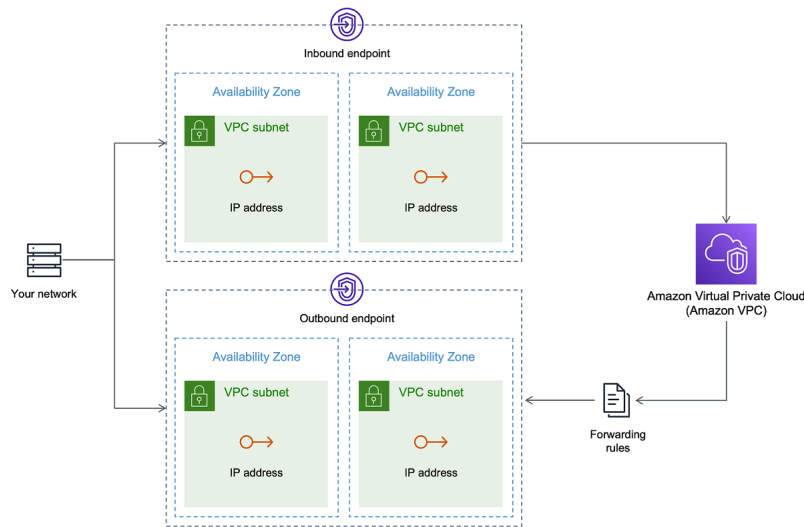 Inbound endpoint
Availability Zone
Availability Zone
VPC subnet
VPC subnet
IP address
IP address
Your network
Amazon Virtual Private Cloud
(Amazon VPC)
Outbound endpoint
Availability Zone
Availability Zone
VPC subnet
VPC subnet
Forwarding
rules
IP address
IP address